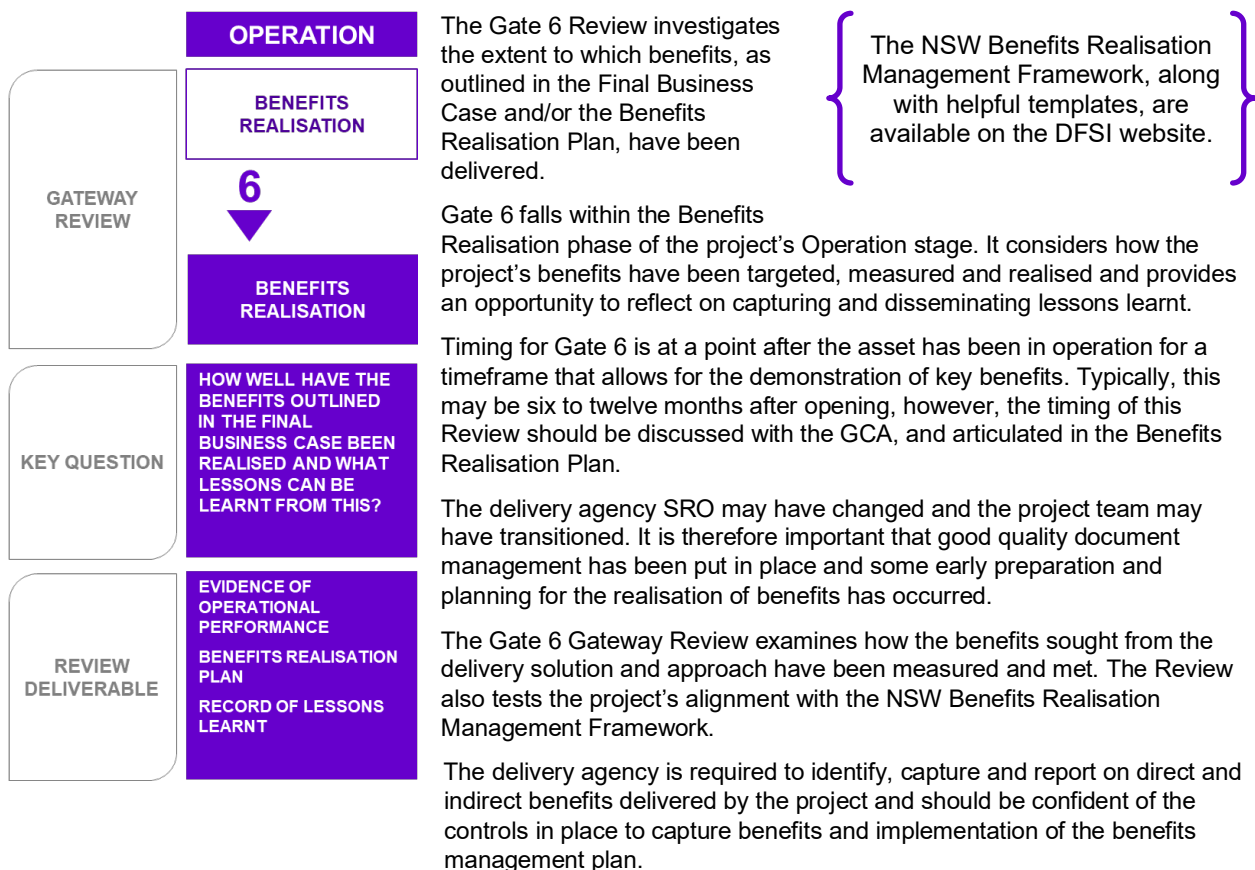 OPERATION
GATEWAY
REVIEW
BENEFITS
REALISATION
6
BENEFITS
REALISATION
KEY QUESTION
HOW WELL HAVE THE
BENEFITS OUTLINED
IN THE FINAL
BUSINESS CASE BEEN
REALISED AND WHAT
LESSONS CAN BE
LEARNT FROM THIS?
REVIEW
DELIVERABLE
EVIDENCE OF
OPERATIONAL
PERFORMANCE
BENEFITS REALISATION
PLAN
RECORD OF LESSONS
LEARNT
The Gate 6 Review investigates
the extent to which benefits, as
outlined in the Final Business
Case and/or the Benefits
Realisation Plan, have been
delivered.
The NSW Benefits Realisation
Management Framework, along
with helpful templates, are
available on the DFSI website.
Gate 6 falls within the Benefits
Realisation phase of the project’s Operation stage. It considers how the
project’s benefits have been targeted, measured and realised and provides
an opportunity to reflect on capturing and disseminating lessons learnt.
Timing for Gate 6 is at a point after the asset has been in operation for a
timeframe that allows for the demonstration of key benefits. Typically, this
may be six to twelve months after opening, however, the timing of this
Review should be discussed with the GCA, and articulated in the Benefits
Realisation Plan.
The delivery agency SRO may have changed and the project team may
have transitioned. It is therefore important that good quality document
management has been put in place and some early preparation and
planning for the realisation of benefits has occurred.
The Gate 6 Gateway Review examines how the benefits sought from the
delivery solution and approach have been measured and met. The Review
also tests the project’s alignment with the NSW Benefits Realisation
Management Framework.
The delivery agency is required to identify, capture and report on direct and
indirect benefits delivered by the project and should be confident of the
controls in place to capture benefits and implementation of the benefits
management plan.